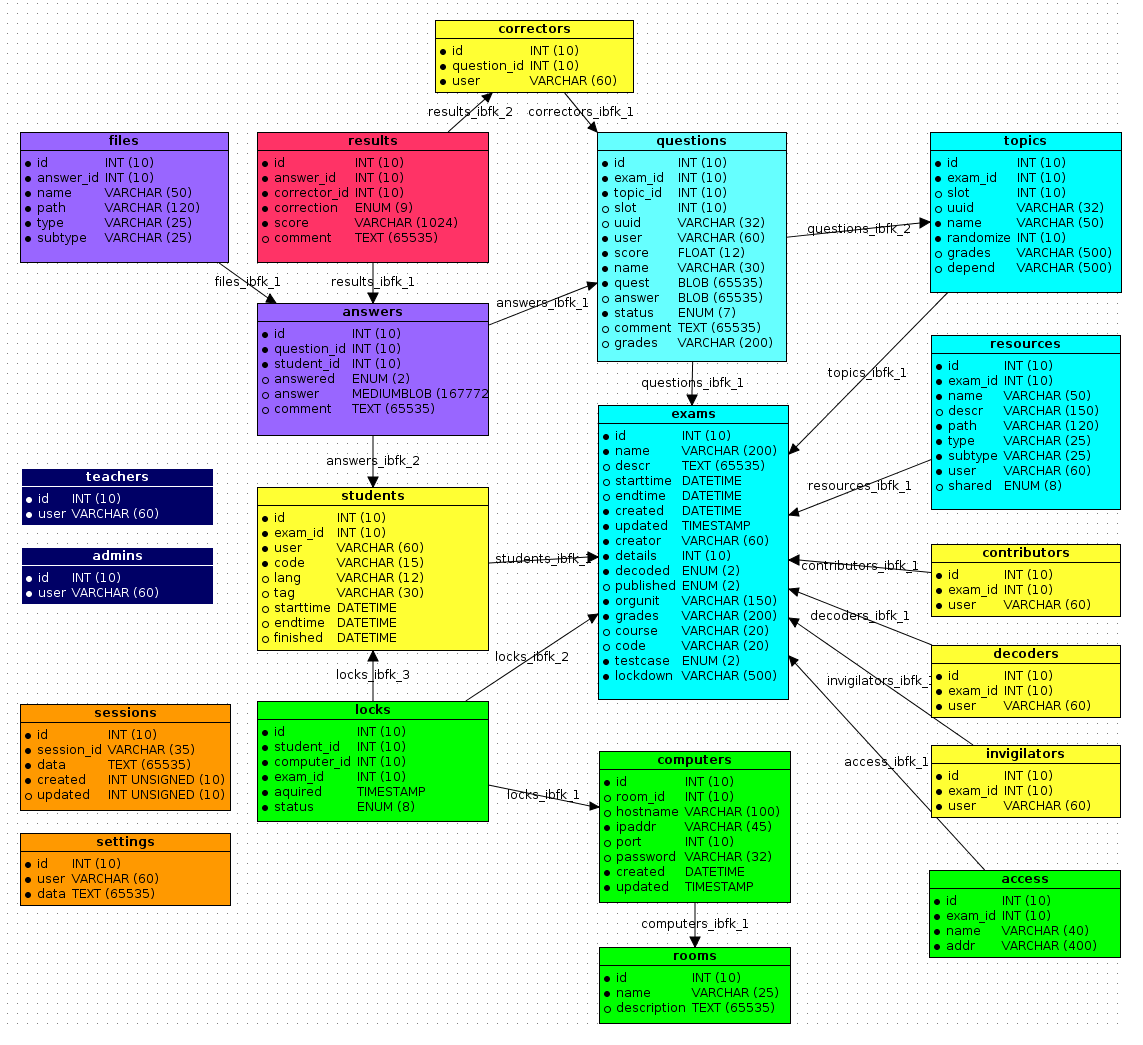 correctors
id INT (10)
question_id INT (10)
user VARCHAR (60)
results_ibfk_2
correctors_ibfk_1
files
id INT (10)
answer_id INT (10)
name VARCHAR (50)
path VARCHAR (120)
type VARCHAR (25)
subtype VARCHAR (25)
results
id INT (10)
answer_id INT (10)
corrector_id INT (10)
correction ENUM (9)
score VARCHAR (1024)
comment TEXT (65535)
questions
id INT (10)
exam_id INT (10)
topic_id INT (10)
slot INT (10)
uuid VARCHAR (32)
user VARCHAR (60)
score FLOAT (12)
name VARCHAR (30)
quest BLOB (65535)
answer BLOB (65535)
status ENUM (7)
comment TEXT (65535)
grades VARCHAR (200)
questions_ibfk_2
topics
id INT (10)
exam_id INT (10)
slot INT (10)
uuid VARCHAR (32)
name VARCHAR (50)
randomize INT (10)
grades VARCHAR (500)
depend VARCHAR (500)
files_ibfk_1
results_ibfk_1
answers_ibfk_1
answers
id INT (10)
question_id INT (10)
student_id INT (10)
answered ENUM (2)
answer MEDIUMBLOB (167772
comment TEXT (65535)
questions_ibfk_1
topics_ibfk_1
resources
id INT (10)
exam_id INT (10)
name VARCHAR (50)
descr VARCHAR (150)
path VARCHAR (120)
type VARCHAR (25)
subtype VARCHAR (25)
user VARCHAR (60)
shared ENUM (8)
resources_ibfk_1
exams
id INT (10)
name VARCHAR (200)
descr TEXT (65535)
starttime DATETIME
endtime DATETIME
created DATETIME
updated TIMESTAMP
creator VARCHAR (60)
details INT (10)
decoded ENUM (2)
published ENUM (2)
orgunit VARCHAR (150)
grades VARCHAR (200)
course VARCHAR (20)
code VARCHAR (20)
testcase ENUM (2)
lockdown VARCHAR (500)
answers_ibfk_2
teachers
id INT (10)
user VARCHAR (60)
admins
id INT (10)
user VARCHAR (60)
students
id INT (10)
exam_id INT (10)
user VARCHAR (60)
code VARCHAR (15)
lang VARCHAR (12)
tag VARCHAR (30)
starttime DATETIME
endtime DATETIME
finished DATETIME
students_ibfk_1
contributors_ibfk_1
contributors
id INT (10)
exam_id INT (10)
user VARCHAR (60)
decoders_ibfk_1
decoders
id INT (10)
exam_id INT (10)
user VARCHAR (60)
locks_ibfk_3
locks_ibfk_2
invigilators_ibfk_1
sessions
id INT (10)
session_id VARCHAR (35)
data TEXT (65535)
created INT UNSIGNED (10)
updated INT UNSIGNED (10)
locks
id INT (10)
student_id INT (10)
computer_id INT (10)
exam_id INT (10)
aquired TIMESTAMP
status ENUM (8)
locks_ibfk_1
computers
id INT (10)
room_id INT (10)
hostname VARCHAR (100)
ipaddr VARCHAR (45)
port INT (10)
password VARCHAR (32)
created DATETIME
updated TIMESTAMP
access_ibfk_1
invigilators
id INT (10)
exam_id INT (10)
user VARCHAR (60)
settings
id INT (10)
user VARCHAR (60)
data TEXT (65535)
computers_ibfk_1
access
id INT (10)
exam_id INT (10)
name VARCHAR (40)
addr VARCHAR (400)
rooms
id INT (10)
name VARCHAR (25)
description TEXT (65535)